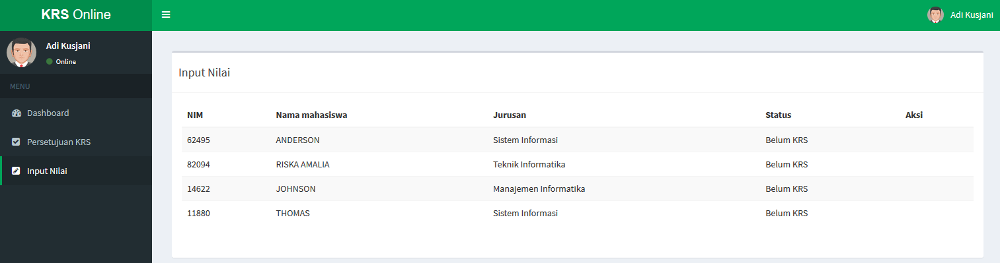 KRS Online
Adi Kusjani
Adi Kusjani
Online
MENU
Dashboard
Persetujuan KRS
Input Nilai
Input Nilai
NIM Nama mahasiswa Jurusan Status Aksi
62495 ANDERSON Sistem Informasi Belum KRS
82094 RISKA AMALIA Teknik Informatika Belum KRS
14622 JOHNSON Manajemen Informatika Belum KRS
11880 THOMAS Sistem Informasi Belum KRS